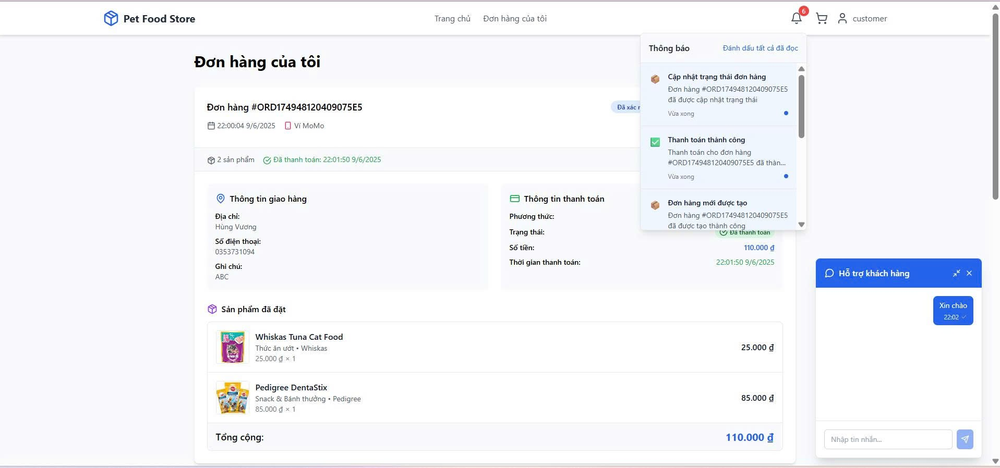 Pet Food Store
Trang chủ
Đơn hàng của tôi
6
customer
Thông báo
Đánh dấu tất cả đã đọc
Cập nhật trạng thái đơn hàng
Đơn hàng #ORD174948120409075E5
đã được cập nhật trạng thái
Vừa xong
Thanh toán thành công
Thanh toán cho đơn hàng
#ORD174948120409075E5 đã thàn...
Vừa xong
Đơn hàng mới được tạo
Đơn hàng #ORD174948120409075E5
đã được tạo thành công
Đơn hàng của tôi
Đơn hàng #ORD174948120409075E5
Đã xác
22:00:04 9/6/2025
Ví MoMo
2 sản phẩm
Đã thanh toán: 22:01:50 9/6/2025
Thông tin giao hàng
Địa chỉ:
Hùng Vương
Số điện thoại:
0353731094
Ghi chú:
ABC
Thông tin thanh toán
Phương thức:
Trạng thái:
Đã thanh toán
Số tiền:
110.000 ₫
Thời gian thanh toán:
22:01:50 9/6/2025
Sản phẩm đã đặt
Whiskas Tuna Cat Food
Thức ăn ướt • Whiskas
25.000 ₫ × 1
25.000 ₫
Pedigree DentaStix
Snack & Bánh thưởng • Pedigree
85.000 ₫ × 1
85.000 ₫
Tổng cộng:
110.000 ₫
Hỗ trợ khách hàng
Xin chào
22:02
Nhập tin nhắn...